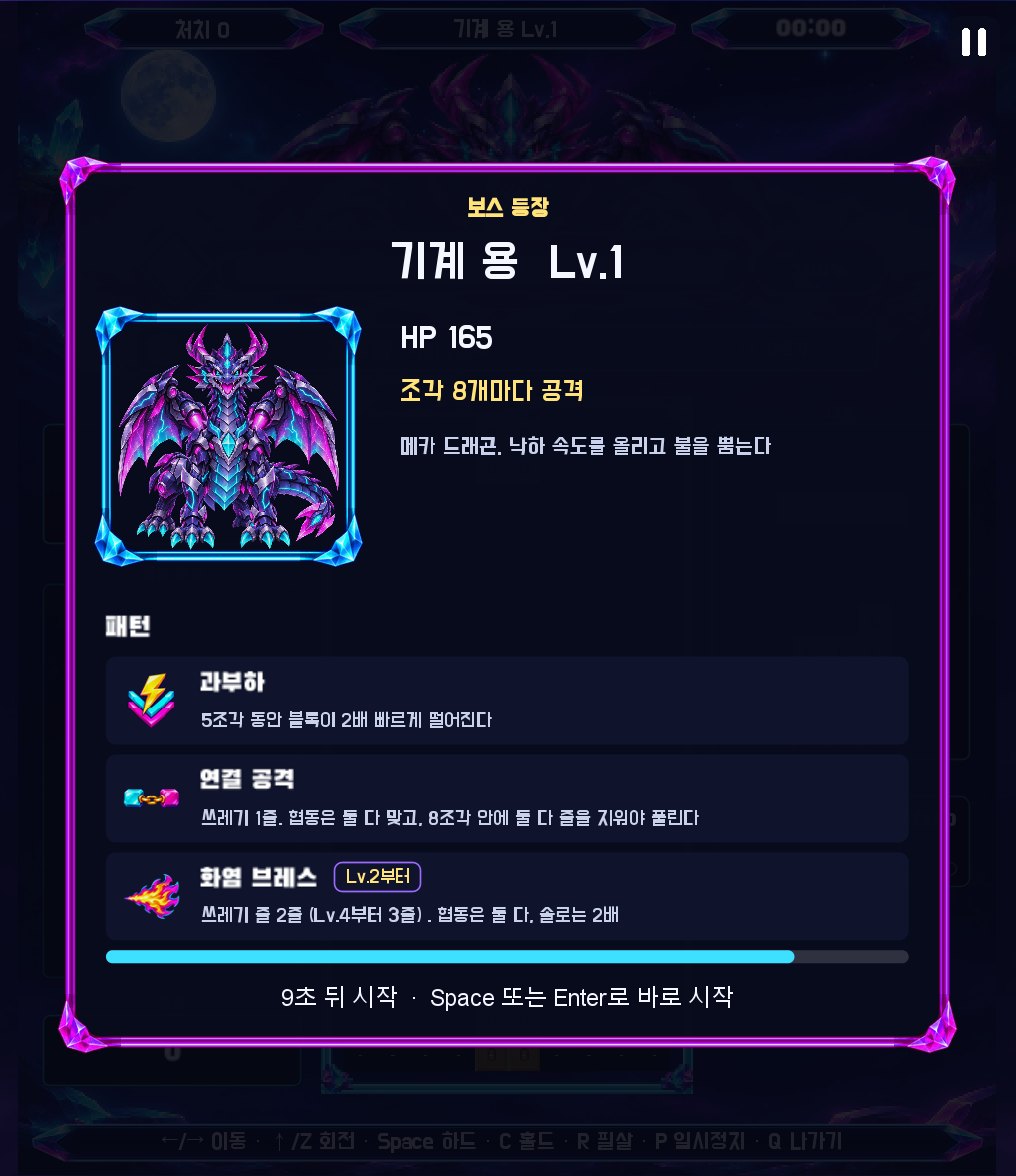 처치 0
기계 용 Lv.1
00:00
보스 등장
기계 용 Lv.1
HP 165
조각 8개마다 공격
메카 드래곤. 낙하 속도를 올리고 불을 뿜는다
패턴
과부하
5조각 동안 블록이 2배 빠르게 떨어진다
연결 공격
쓰레기 1줄. 협동은 둘 다 맞고, 8조각 안에 둘 다 줄을 지워야 풀린다
화염 브레스 Lv.2부터
쓰레기 줄 2줄 (Lv.4부터 3줄) . 협동은 둘 다, 솔로는 2배
9초 뒤 시작 · Space 또는 Enter로 바로 시작
0
←/→ 이동 · ↑/Z 회전 · Space 하드 · C 홀드 · R 필살 · P 일시정지 · Q 나가기